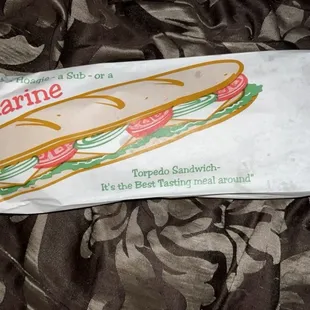 Hoagie - a Sub - or a
arine
Torpedo Sandwich-
It's the Best Tasting meal around"